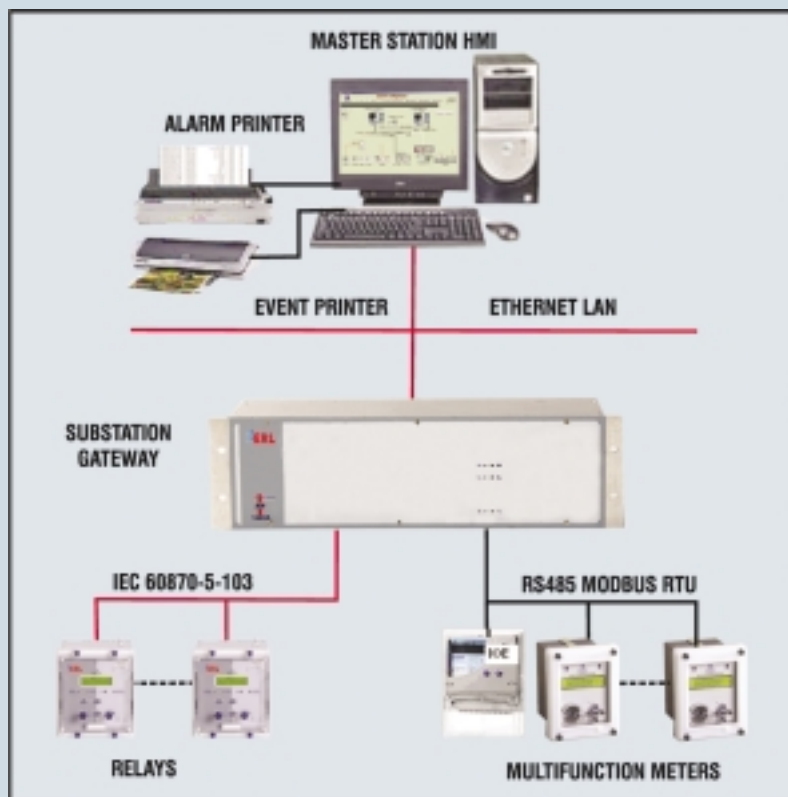 MASTER STATION HMI
ALARM PRINTER
EVENT PRINTER
ETHERNET LAN
SUBSTATION
GATEWAY
ERL
IEC 60870-5-103
RS485 MODBUS RTU
RELAYS
MULTIFUNCTION METERS